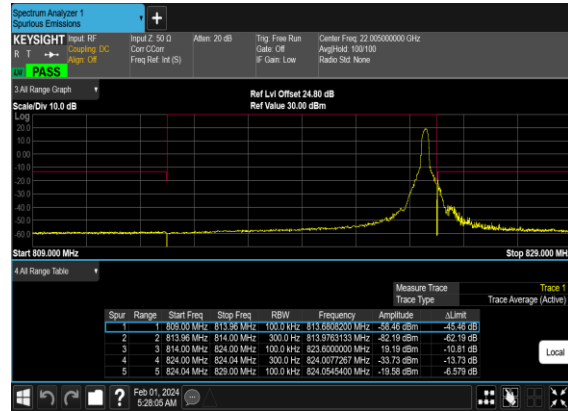 Spectrum Analyzer 1
Spurious Emissions
+
KEYSIGHT Input: RF Input Z: 50 Ω Atten: 20 dB Trig: Free Run Center Freq: 22.005000000 GHz
R T Coupling: DC Corr CCorr Gate: Off Avg|Hold: 100/100
Align: Off Freq Ref: Int (S) IF Gain: Low Radio Std: None
PASS
3 All Range Graph
Ref Lvl Offset 24.80 dB
Scale/Div 10.0 dB Ref Value 30.00 dBm
Log
20.0
10.0
0.00
-10.0
-20.0
-30.0
-40.0
-50.0
-60.0
Start 809.000 MHz Stop 829.000 MHz
4 All Range Table
Measure Trace Trace 1
Trace Type Trace Average (Active)
Spur Range Start Freq Stop Freq RBW Frequency Amplitude ΔLimit
1 1 809.00 MHz 813.96 MHz 100.0 kHz 813.6808200 MHz -58.46 dBm -45.46 dB
2 2 813.96 MHz 814.00 MHz 300.0 Hz 813.9763133 MHz -82.19 dBm -62.19 dB
3 3 814.00 MHz 824.00 MHz 100.0 kHz 823.6000000 MHz 19.19 dBm -10.81 dB
4 4 824.00 MHz 824.04 MHz 300.0 Hz 824.0077267 MHz -33.73 dBm -13.73 dB
5 5 824.04 MHz 829.00 MHz 100.0 kHz 824.0545400 MHz -19.58 dBm -6.579 dB
Local
? Feb 01, 2024
5:28:05 AM